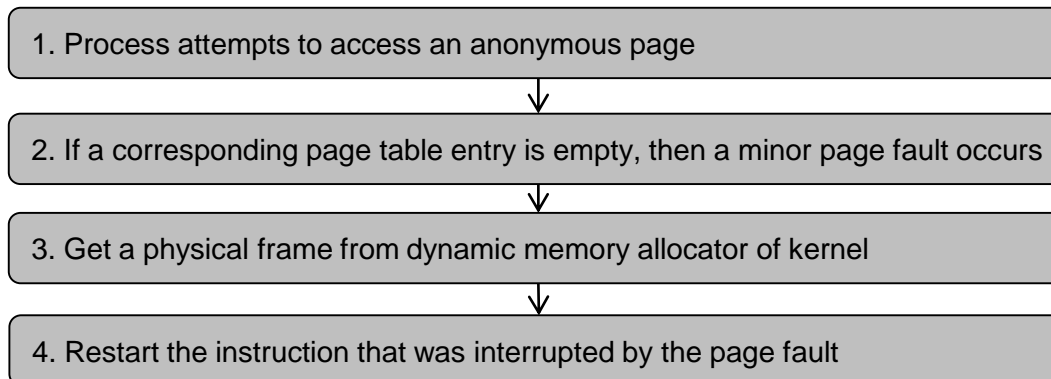 1. Process attempts to access an anonymous page
2. If a corresponding page table entry is empty, then a minor page fault occurs
3. Get a physical frame from dynamic memory allocator of kernel
4. Restart the instruction that was interrupted by the page fault